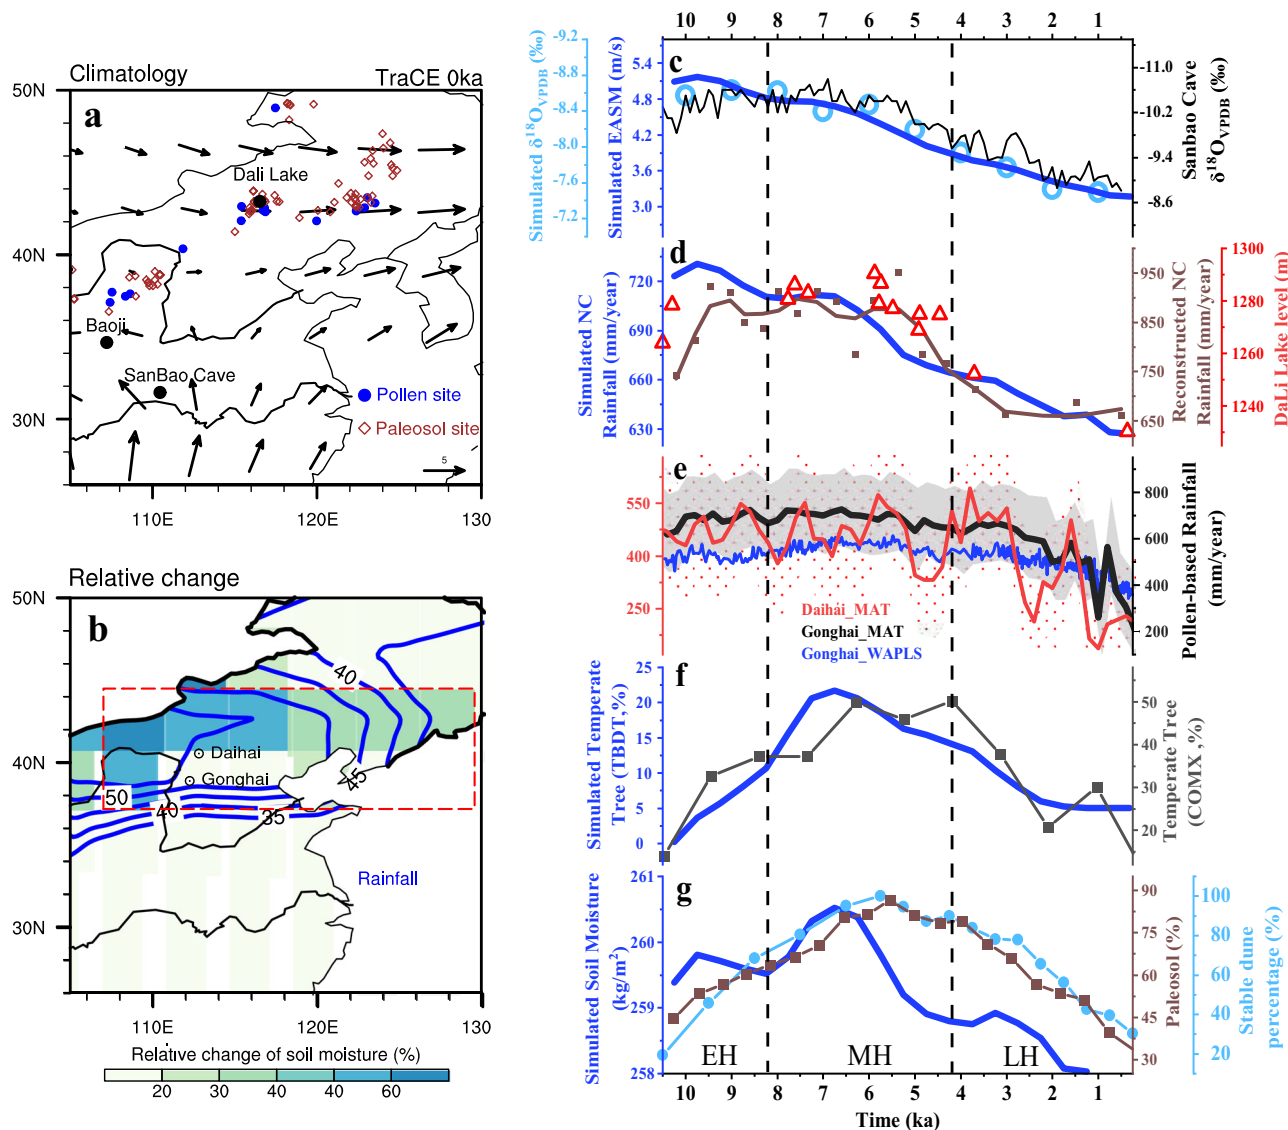 Climatology
TraCE 0ka
50N
40N
30N
a
Dali Lake
Baoji
SanBao Cave
Pollen site
Paleosol site
5
110E
120E
130
Relative change
50N
40N
30N
b
40
Daihai
Gonghai
45
50
40
35
Rainfall
110E
120E
130
Relative change of soil moisture (%)
20
30
40
40
60
10 9 8 7 6 5 4 3 2 1
c
Simulated δ¹⁸O_VPDB (‰)
-9.2
-8.8
-8.4
-8.0
-7.6
-7.2
Simulated EASM (m/s)
5.4
4.8
4.2
3.6
3.0
-11.0
-10.2
-9.4
-8.6
Sanbao Cave
δ¹⁸O_VPDB (‰)
d
Simulated NC
Rainfall (mm/year)
720
690
660
630
950
850
750
650
Reconstructed NC
Rainfall (mm/year)
1300
1280
1260
1240
DaLi Lake level (m)
e
550
400
250
Daihai_MAT
Gonghai_MAT
Gonghai_WAPLS
800
600
400
200
Pollen-based Rainfall
(mm/year)
f
Simulated Temperate
Tree (TBDT,%)
25
20
15
10
5
0
50
40
30
20
Temperate Tree
(COMX ,%)
g
Simulated Soil Moisture
(kg/m²)
261
260
259
258
EH
MH
LH
90
75
60
45
30
Paleosol (%)
100
80
60
40
20
Stable dune
percentage (%)
10 9 8 7 6 5 4 3 2 1
Time (ka)